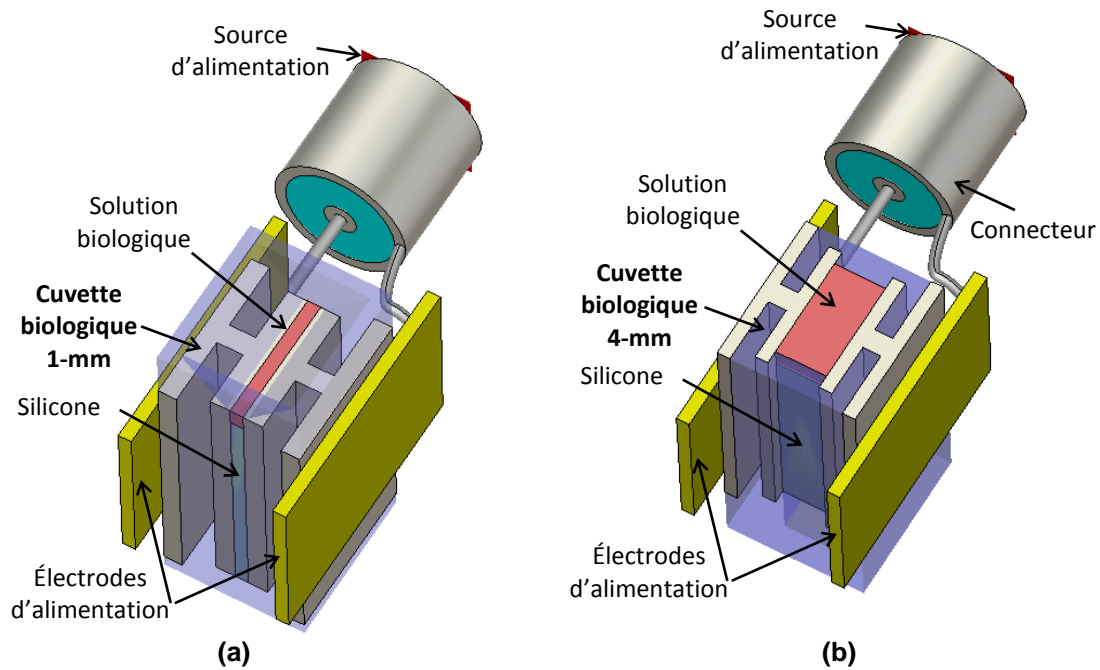 Source
d'alimentation
Solution
biologique
Cuvette
biologique
1-mm
Silicone
Électrodes
d'alimentation
(a)
Source
d'alimentation
Solution
biologique
Connecteur
Cuvette
biologique
4-mm
Silicone
Électrodes
d'alimentation
(b)